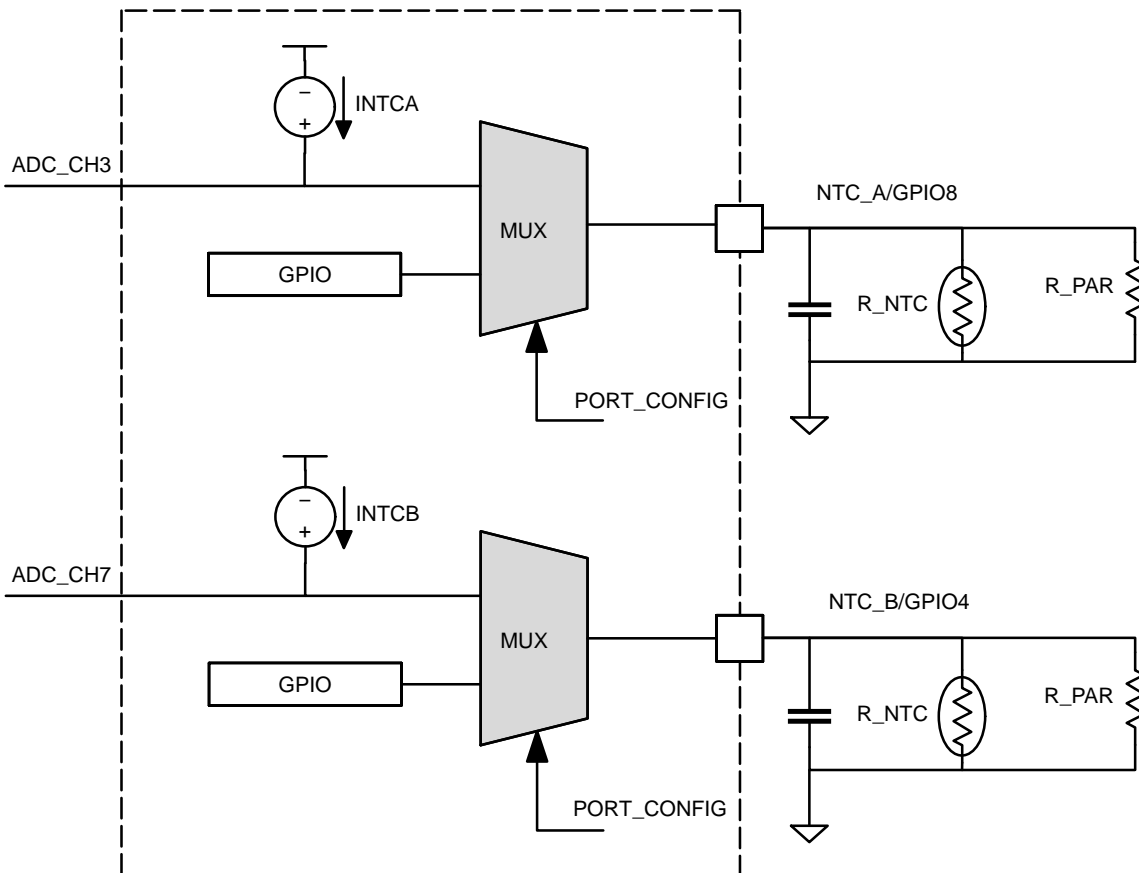 INTCA
ADC_CH3
NTC_A/GPIO8
MUX
GPIO
R_NTC
R_PAR
PORT_CONFIG
INTCB
ADC_CH7
NTC_B/GPIO4
MUX
GPIO
R_NTC
R_PAR
PORT_CONFIG